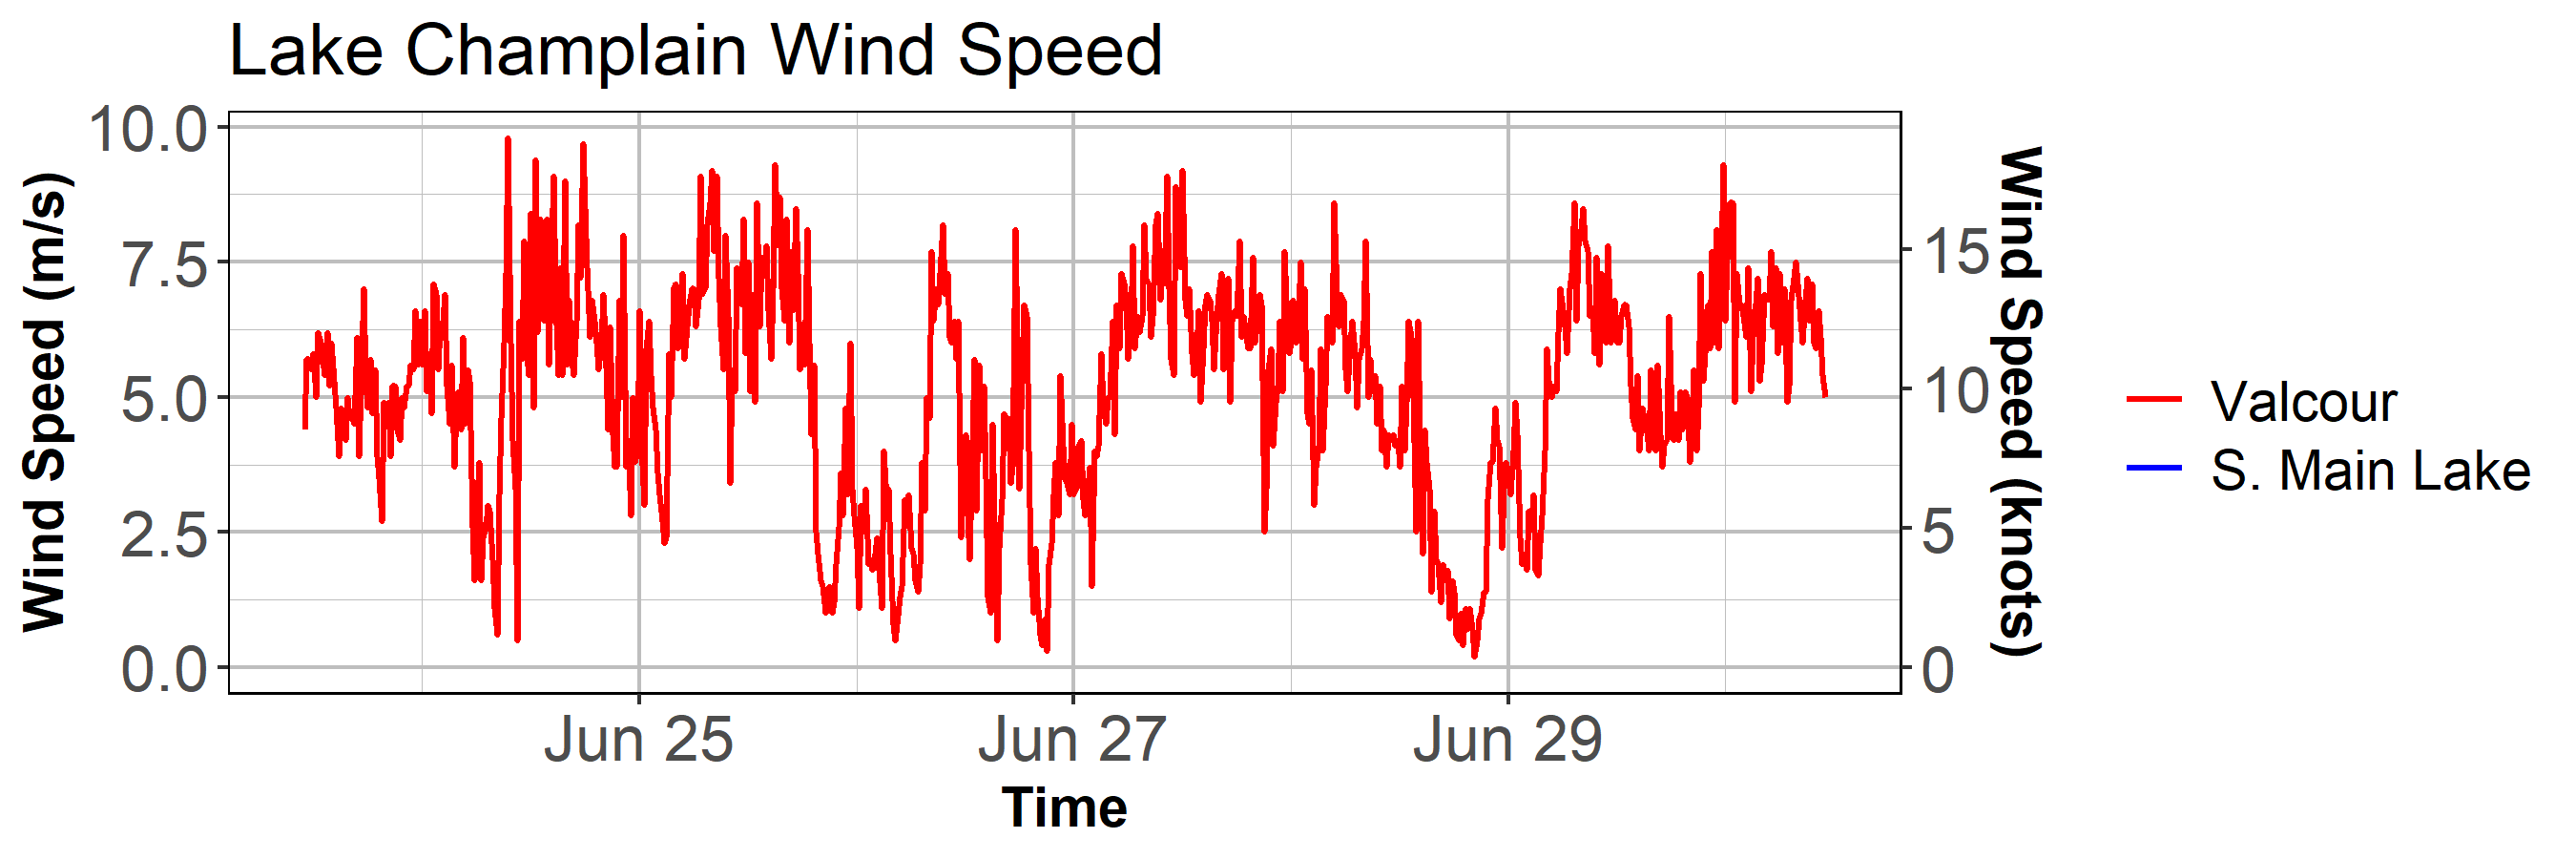 Lake Champlain Wind Speed
Wind Speed (m/s)
10.0
7.5
5.0
2.5
0.0
Jun 25
Jun 27
Jun 29
Time
15
10
5
0
Wind Speed (knots)
Valcour
S. Main Lake